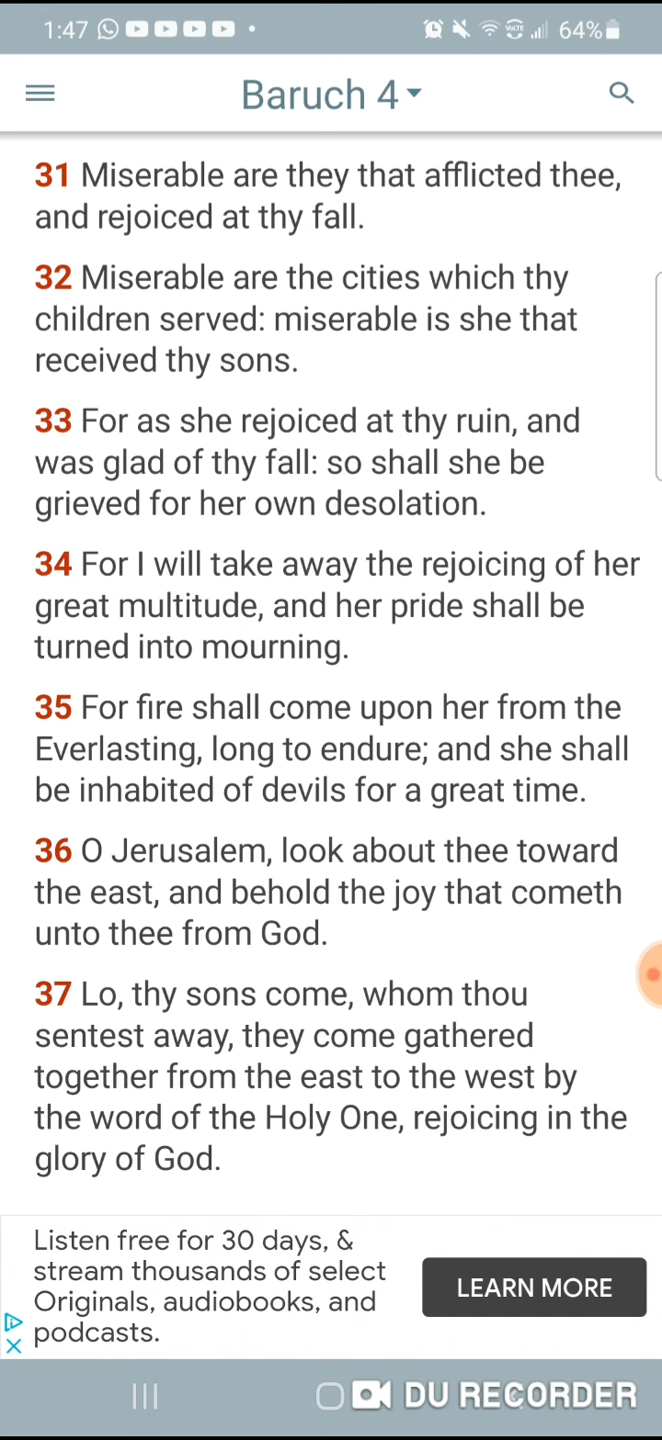 1:47 64%
Baruch 4
31 Miserable are they that afflicted thee,
and rejoiced at thy fall.
32 Miserable are the cities which thy
children served: miserable is she that
received thy sons.
33 For as she rejoiced at thy ruin, and
was glad of thy fall: so shall she be
grieved for her own desolation.
34 For I will take away the rejoicing of her
great multitude, and her pride shall be
turned into mourning.
35 For fire shall come upon her from the
Everlasting, long to endure; and she shall
be inhabited of devils for a great time.
36 O Jerusalem, look about thee toward
the east, and behold the joy that cometh
unto thee from God.
37 Lo, thy sons come, whom thou
sentest away, they come gathered
together from the east to the west by
the word of the Holy One, rejoicing in the
glory of God.
Listen free for 30 days, &
stream thousands of select
Originals, audiobooks, and
podcasts.
LEARN MORE
DU RECORDER